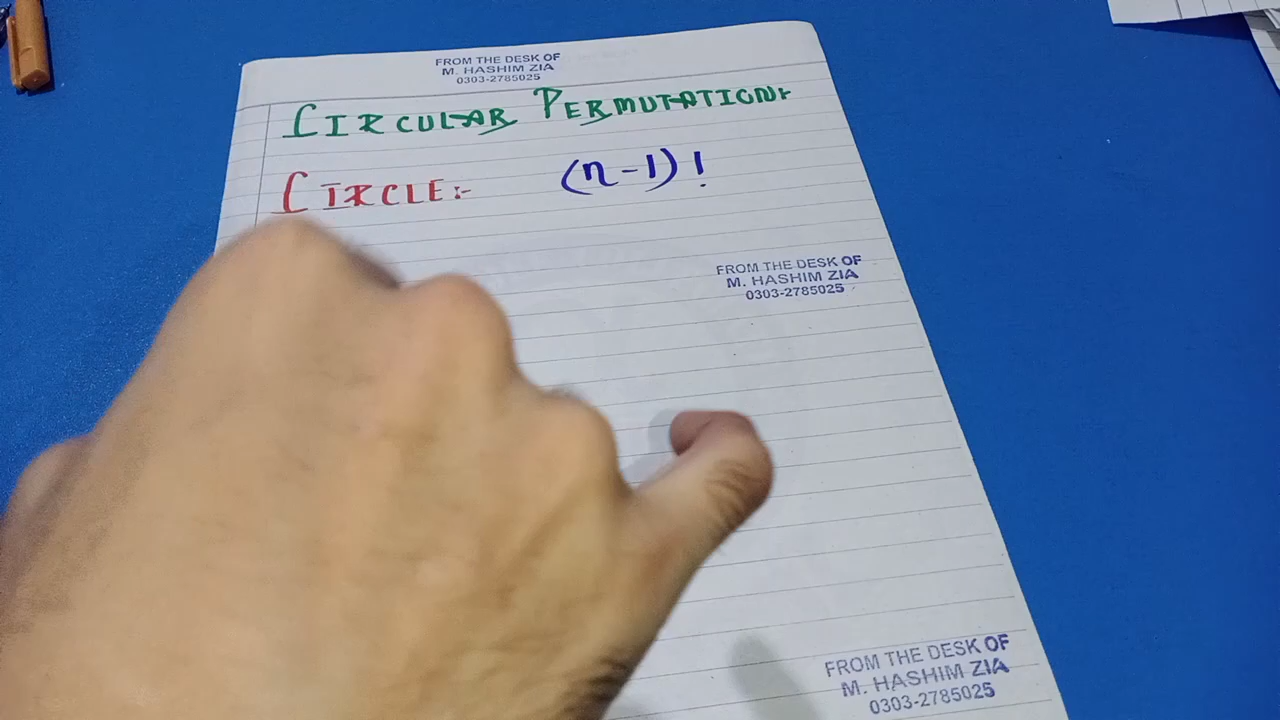 FROM THE DESK OF
M. HASHIM ZIA
0303-2785025
CIRCULAR PERMUTATION:-
CIRCLE:- (n-1)!
FROM THE DESK OF
M. HASHIM ZIA
0303-2785025
FROM THE DESK OF
M. HASHIM ZIA
0303-2785025